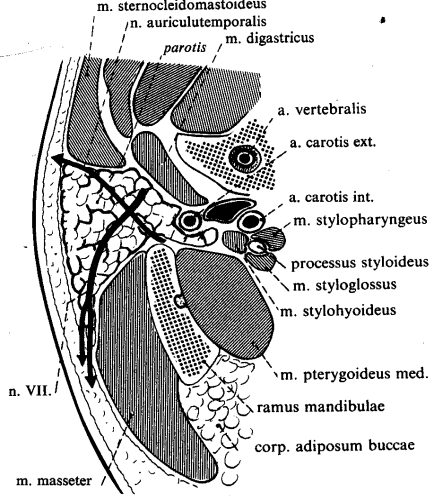 m. sternocleidomastoideus
n. auriculutemporalis
parotis
m. digastricus
a. vertebralis
a. carotis ext.
a. carotis int.
m. stylopharyngeus
processus styloideus
m. styloglossus
m. stylohyoideus
m. pterygoideus med.
n. VII.
ramus mandibulae
corp. adiposum buccae
m. masseter